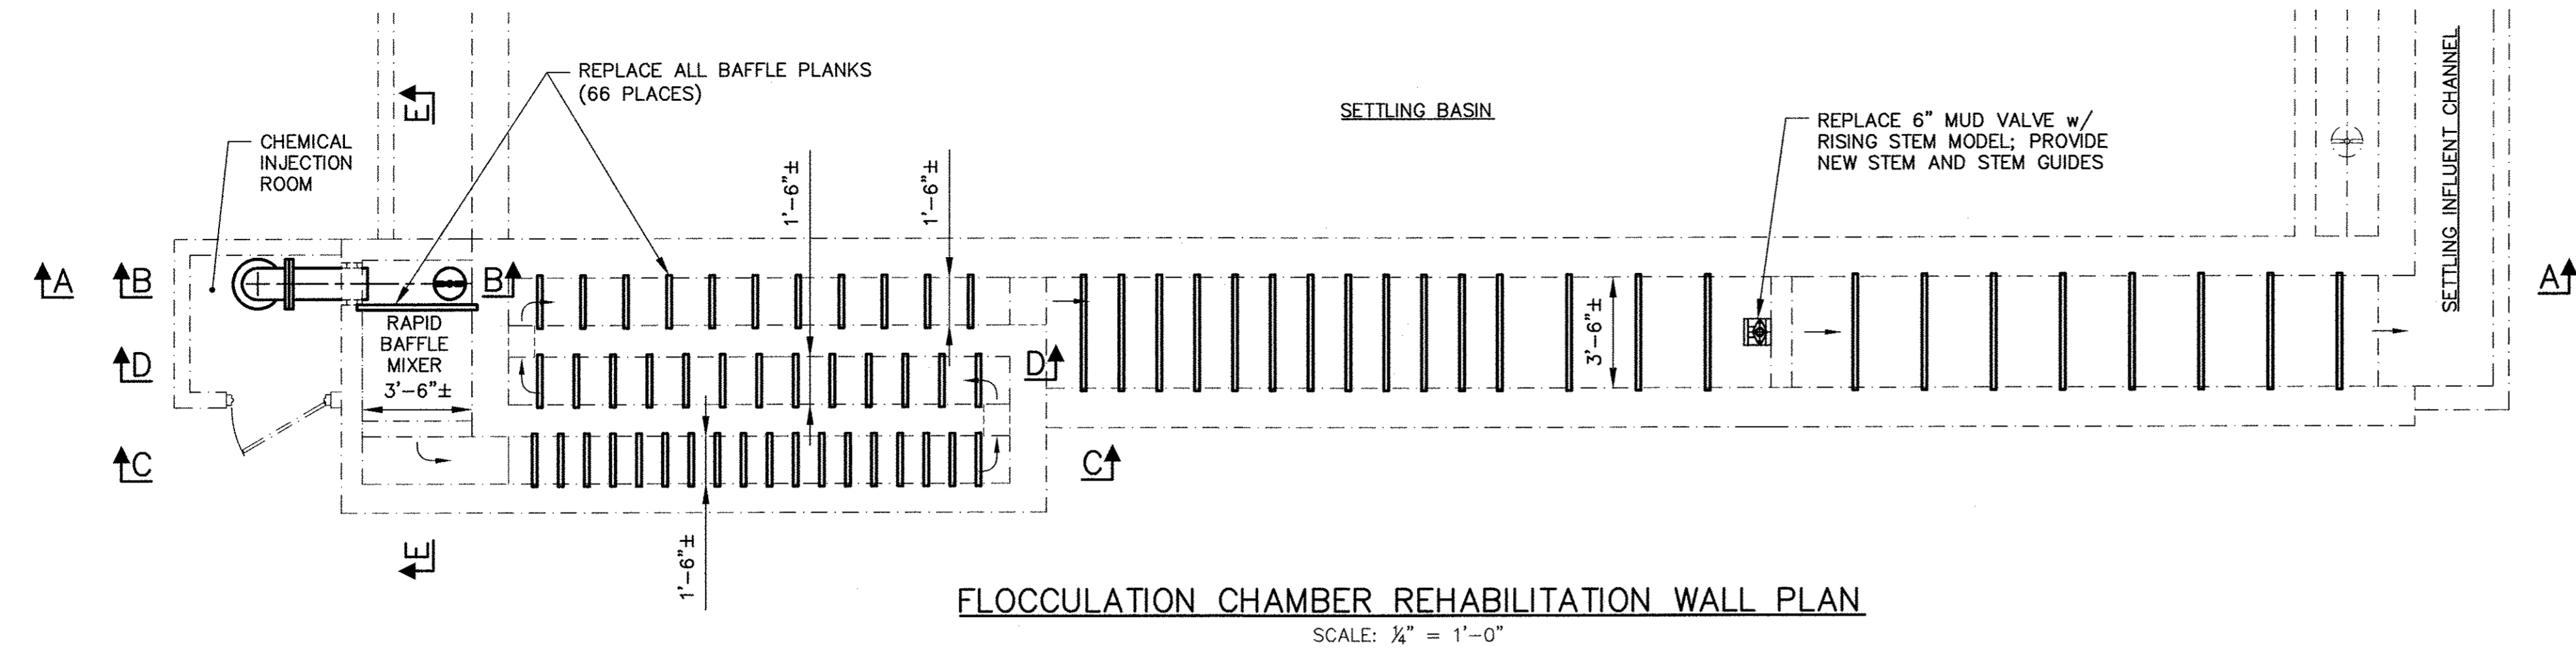 REPLACE ALL BAFFLE PLANKS
(66 PLACES)
CHEMICAL
INJECTION
ROOM
SETTLING BASIN
REPLACE 6" MUD VALVE w/
RISING STEM MODEL; PROVIDE
NEW STEM AND STEM GUIDES
SETTLING INFLUENT CHANNEL
E
1'-6"±
1'-6"±
A
B
B
A
RAPID
BAFFLE
MIXER
3'-6"±
3'-6"±
D
D
C
C
E
1'-6"±
FLOCCULATION CHAMBER REHABILITATION WALL PLAN
SCALE: ¼" = 1'-0"